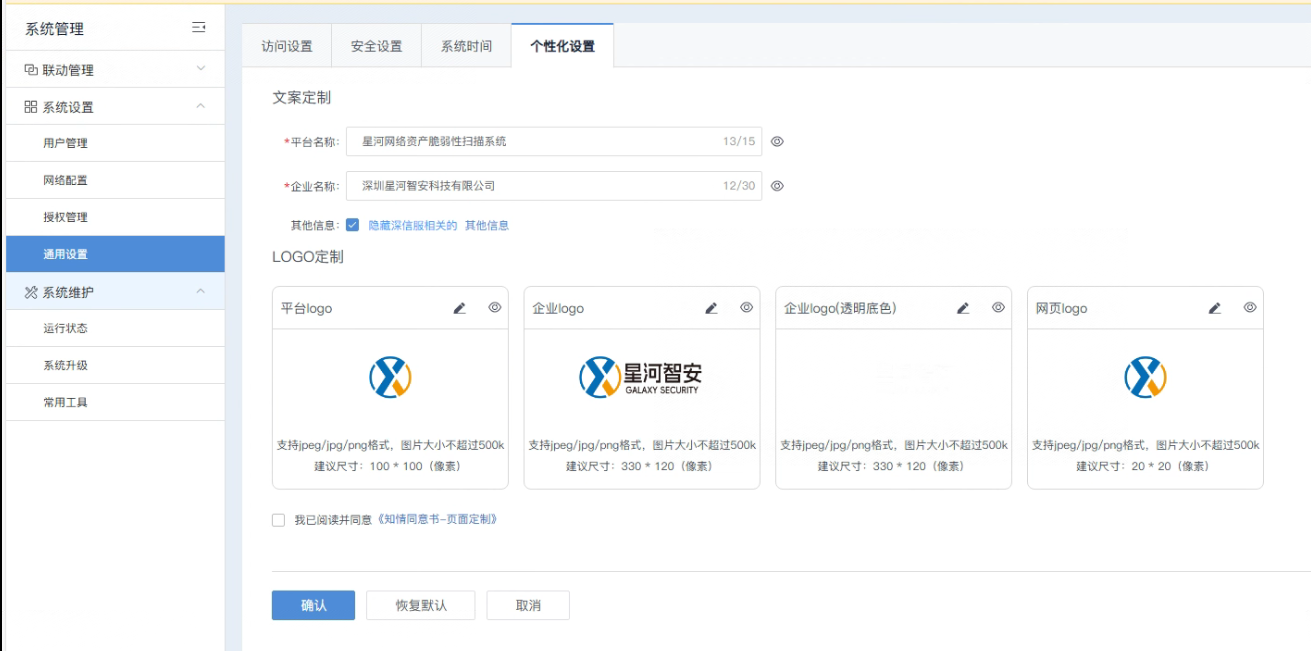 系统管理
联动管理
系统设置
用户管理
网络配置
授权管理
通用设置
系统维护
运行状态
系统升级
常用工具
访问设置 安全设置 系统时间 个性化设置
文案定制
*平台名称: 星河网络资产脆弱性扫描系统 13/15
*企业名称: 深圳星河智安科技有限公司 12/30
其他信息: 隐藏深信服相关的 其他信息
LOGO定制
平台logo
支持jpeg/jpg/png格式，图片大小不超过500k
建议尺寸：100 * 100（像素）
企业logo
星河智安
GALAXY SECURITY
支持jpeg/jpg/png格式，图片大小不超过500k
建议尺寸：330 * 120（像素）
企业logo(透明底色)
支持jpeg/jpg/png格式，图片大小不超过500k
建议尺寸：330 * 120（像素）
网页logo
支持jpeg/jpg/png格式，图片大小不超过500k
建议尺寸：20 * 20（像素）
我已阅读并同意《知情同意书-页面定制》
确认 恢复默认 取消